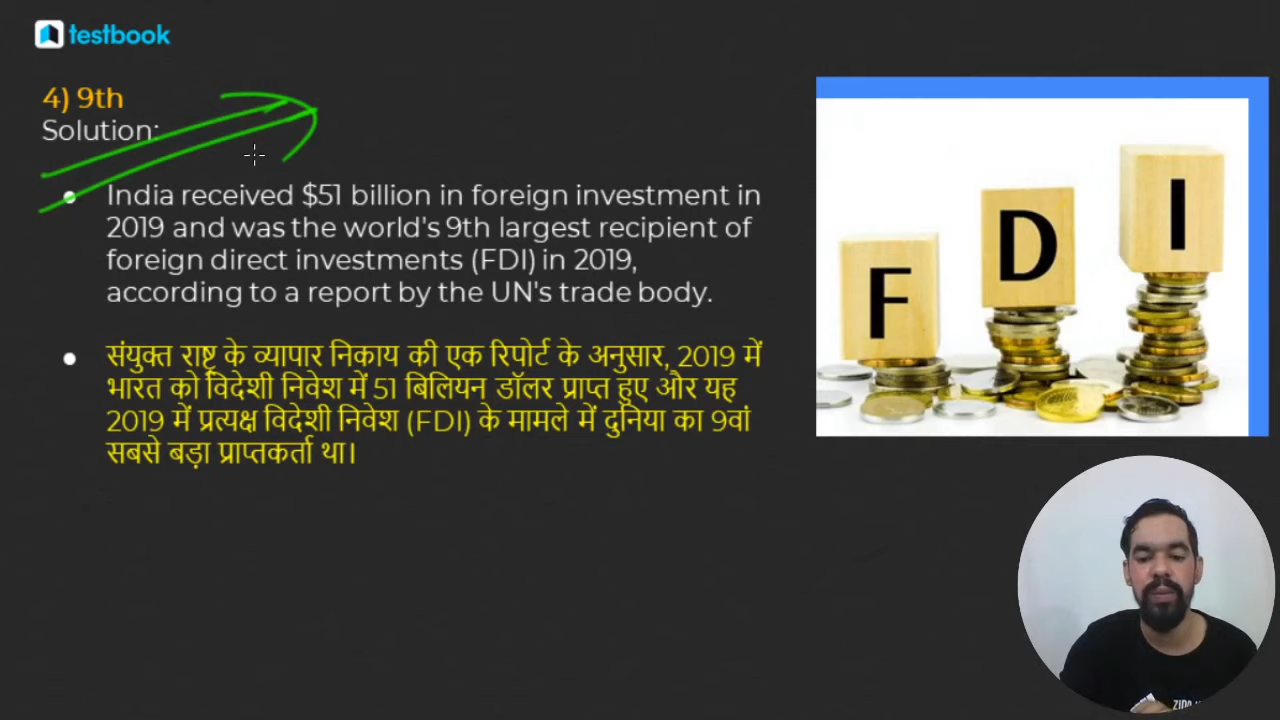 testbook
4) 9th
Solution:
India received $51 billion in foreign investment in
2019 and was the world's 9th largest recipient of
foreign direct investments (FDI) in 2019,
according to a report by the UN's trade body.
संयुक्त राष्ट्र के व्यापार निकाय की एक रिपोर्ट के अनुसार, 2019 में
भारत को विदेशी निवेश में 51 बिलियन डॉलर प्राप्त हुए और यह
2019 में प्रत्यक्ष विदेशी निवेश (FDI) के मामले में दुनिया का 9वां
सबसे बड़ा प्राप्तकर्ता था।
F D I